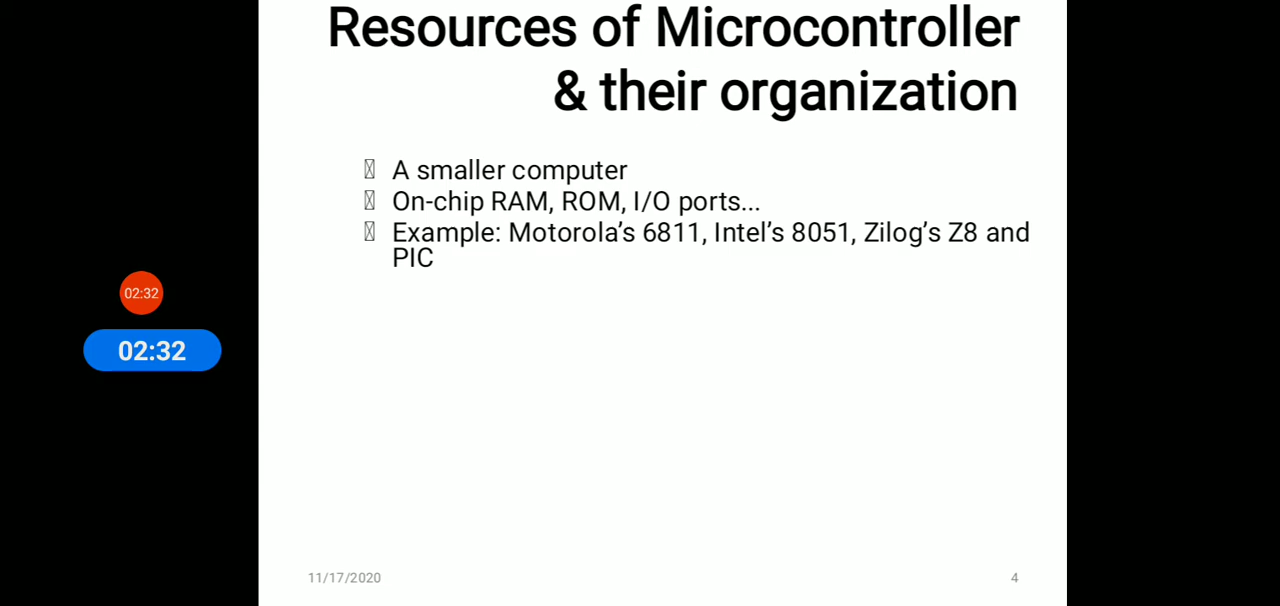 Resources of Microcontroller
& their organization
A smaller computer
On-chip RAM, ROM, I/O ports...
Example: Motorola’s 6811, Intel’s 8051, Zilog’s Z8 and
PIC
02:32
02:32
11/17/2020
4